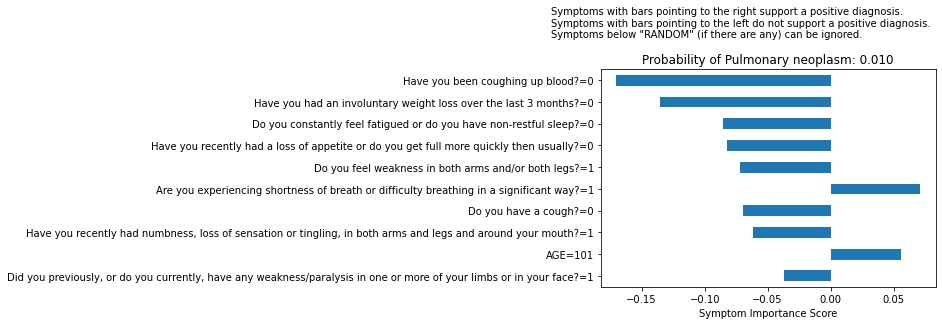 Symptoms with bars pointing to the right support a positive diagnosis.
Symptoms with bars pointing to the left do not support a positive diagnosis.
Symptoms below "RANDOM" (if there are any) can be ignored.
Probability of Pulmonary neoplasm: 0.010
Have you been coughing up blood?=0
Have you had an involuntary weight loss over the last 3 months?=0
Do you constantly feel fatigued or do you have non-restful sleep?=0
Have you recently had a loss of appetite or do you get full more quickly then usually?=0
Do you feel weakness in both arms and/or both legs?=1
Are you experiencing shortness of breath or difficulty breathing in a significant way?=1
Do you have a cough?=0
Have you recently had numbness, loss of sensation or tingling, in both arms and legs and around your mouth?=1
AGE=101
Did you previously, or do you currently, have any weakness/paralysis in one or more of your limbs or in your face?=1
−0.15 −0.10 −0.05 0.00 0.05
Symptom Importance Score